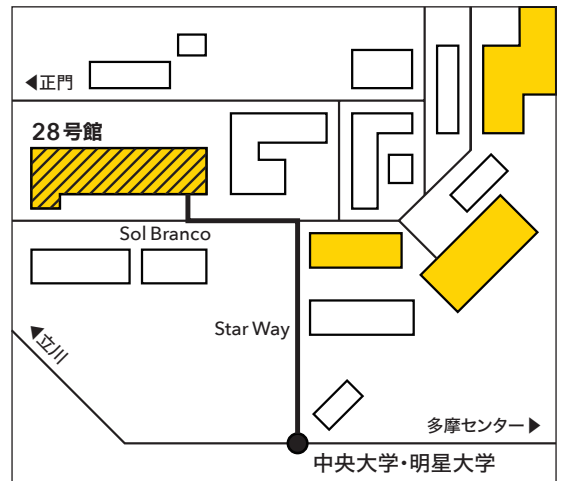 ◀正門
28号館
Sol Branco
Star Way
◀立川
多摩センター▶
中央大学・明星大学